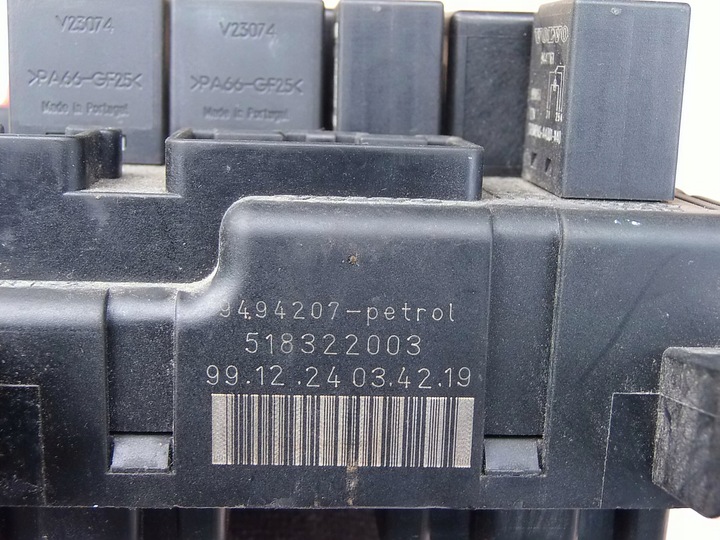 V23074
>PA66-GF25<
Made in Portugal
V23074
>PA66-GF25<
Made in Portugal
VOLVO
9494207-petrol
518322003
99.12.24 03.42.19